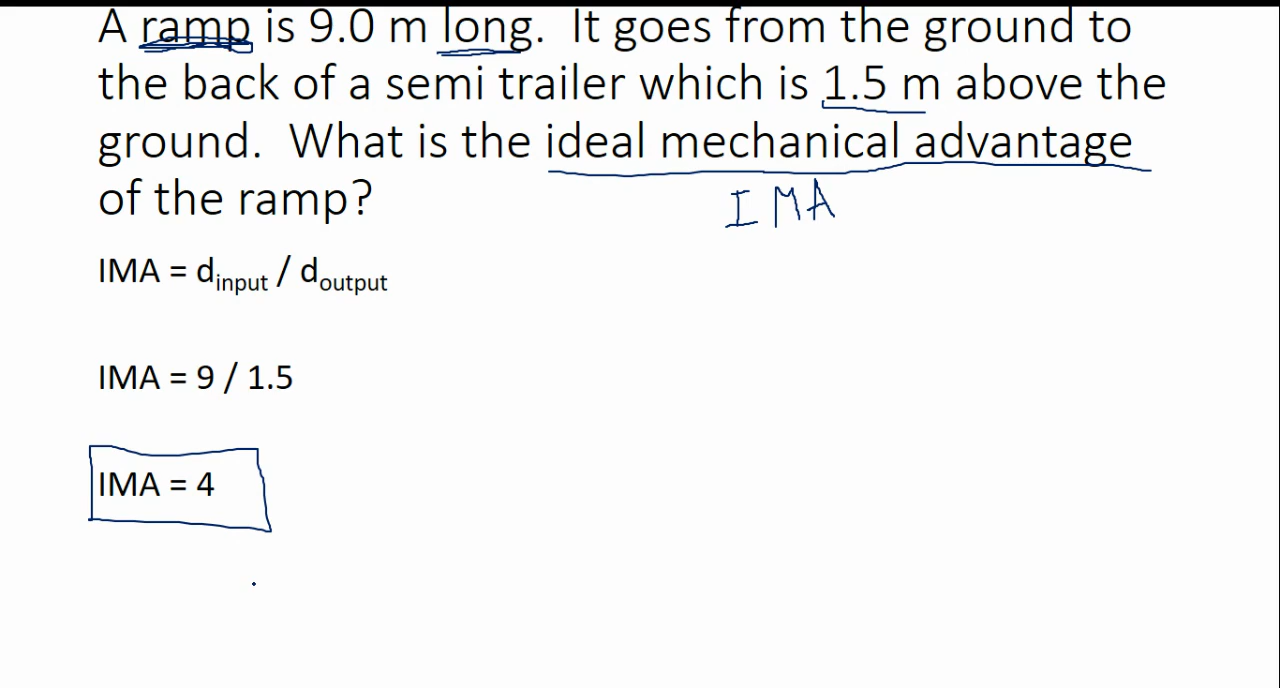 A ramp is 9.0 m long. It goes from the ground to
the back of a semi trailer which is 1.5 m above the
ground. What is the ideal mechanical advantage
of the ramp?
IMA
IMA = dinput / doutput
IMA = 9 / 1.5
IMA = 4